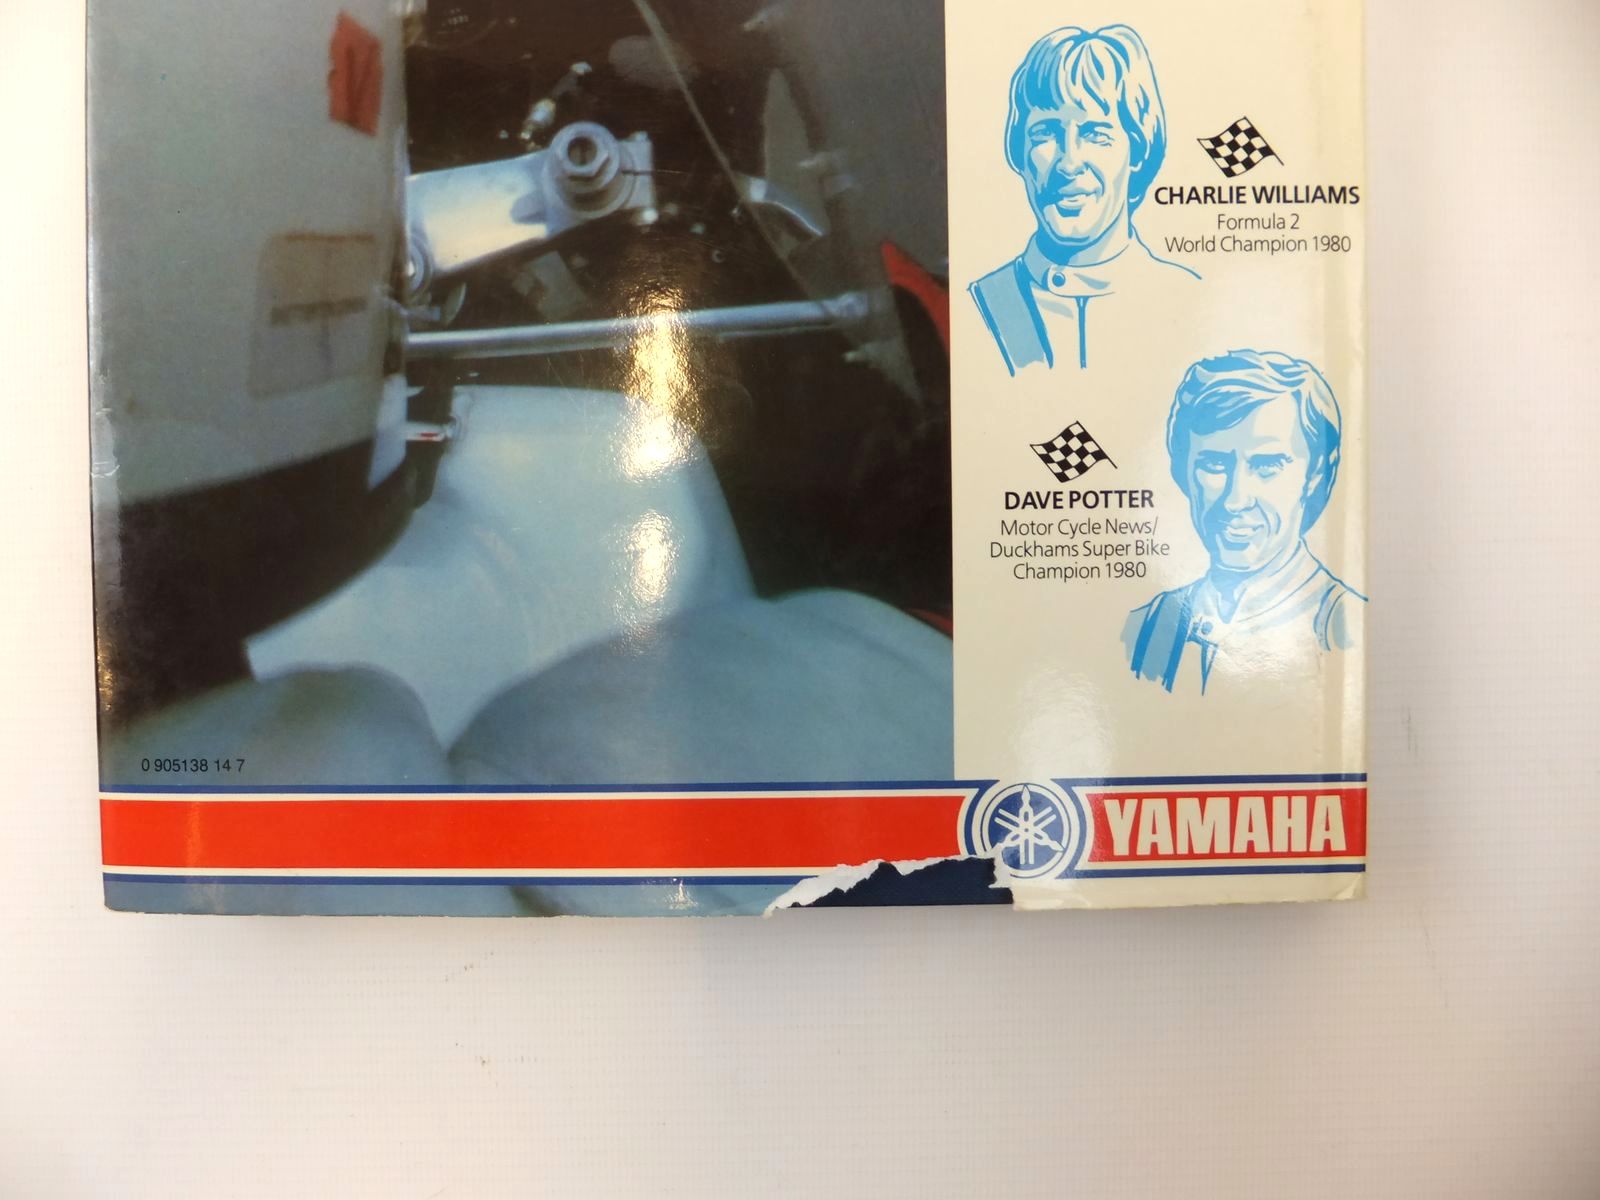 CHARLIE WILLIAMS
Formula 2
World Champion 1980
DAVE POTTER
Motor Cycle News/
Duckhams Super Bike
Champion 1980
0 905138 14 7
YAMAHA